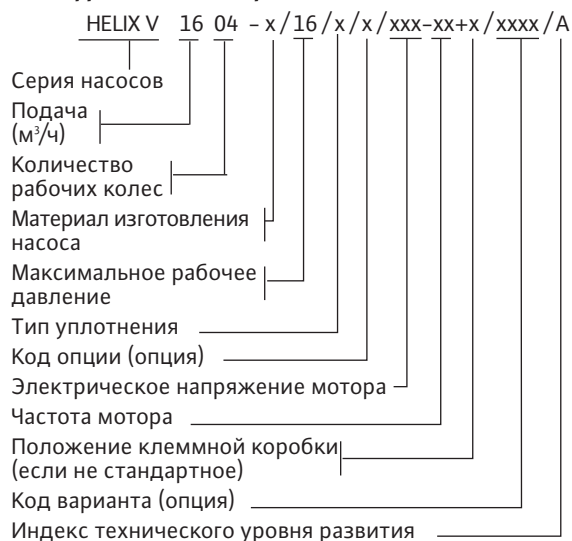 HELIX V 16 04 – x/16/x/x/xxx–xx+x/xxxx/A
Серия насосов
Подача
(м³/ч)
Количество
рабочих колес
Материал изготовления
насоса
Максимальное рабочее
давление
Тип уплотнения
Код опции (опция)
Электрическое напряжение мотора
Частота мотора
Положение клеммной коробки
(если не стандартное)
Код варианта (опция)
Индекс технического уровня развития